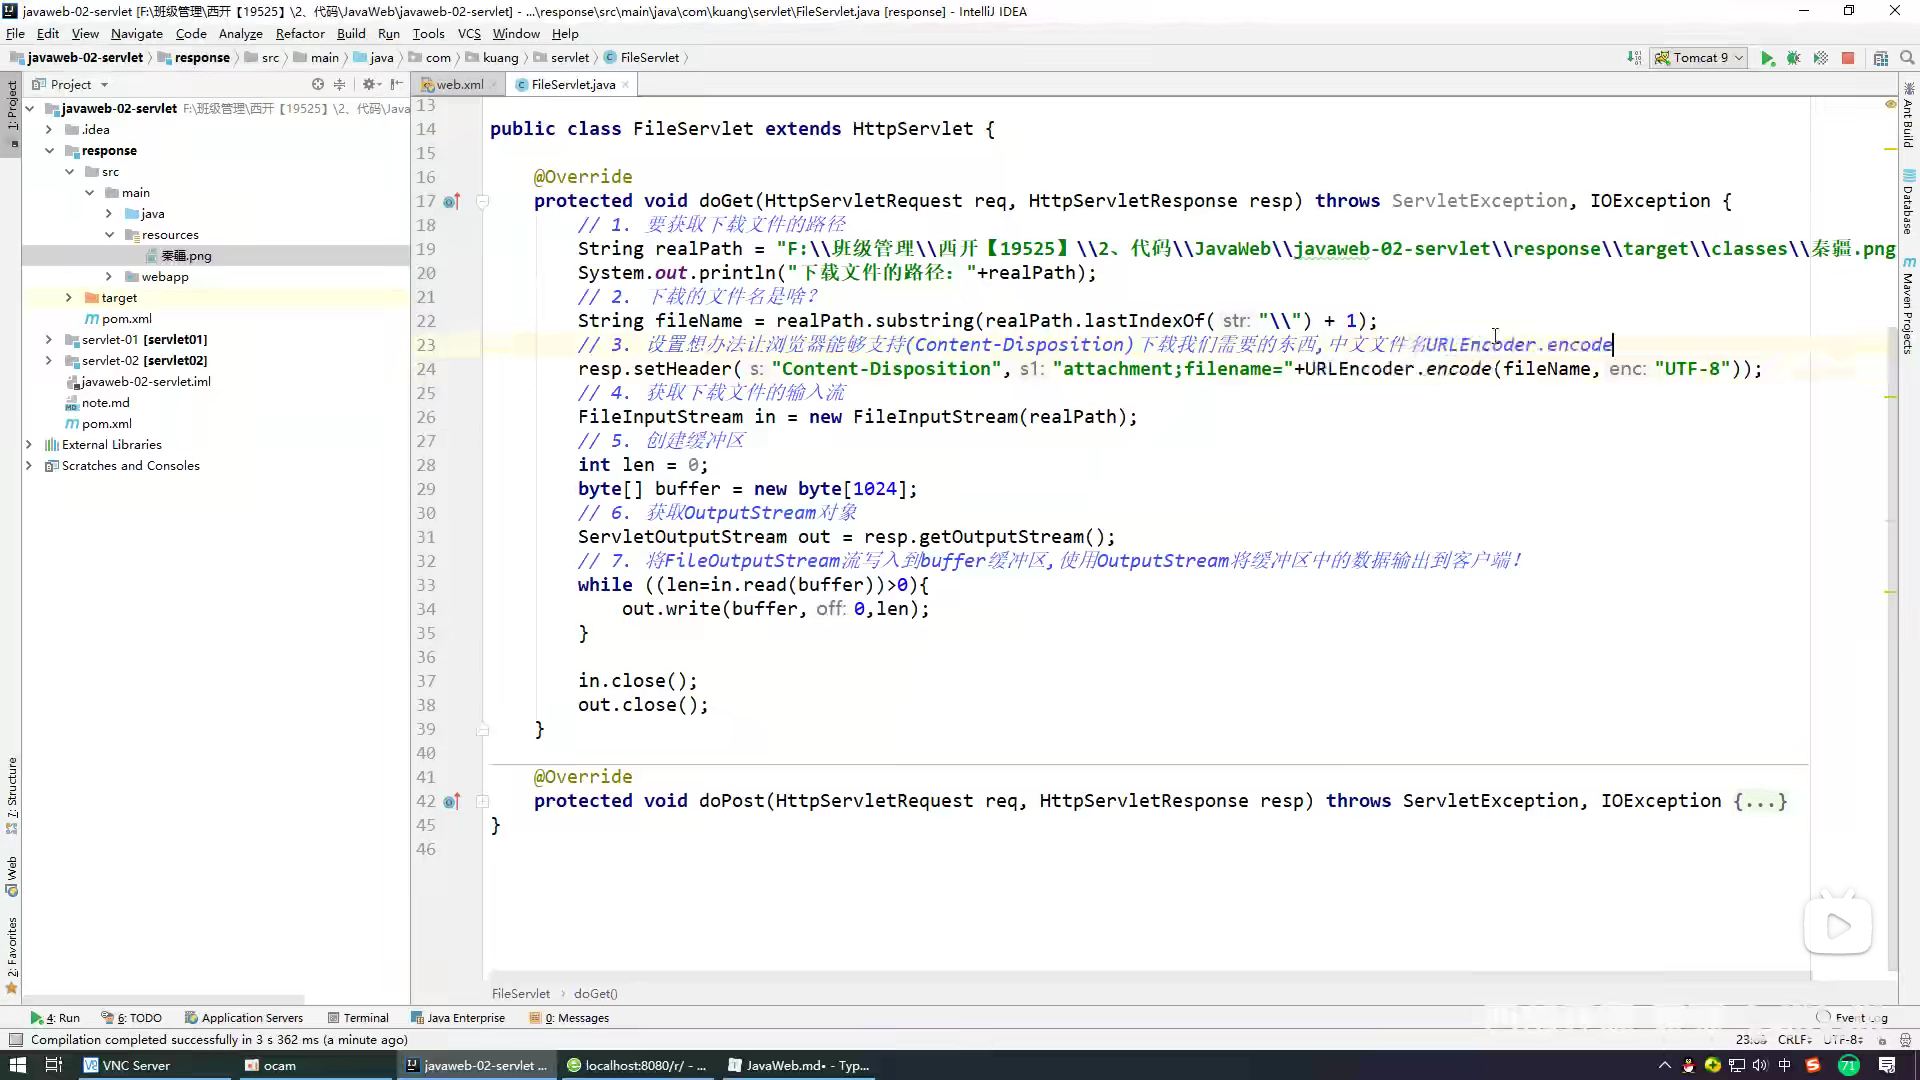 javaweb-02-servlet [F:\班级管理\西开【19525】\2、代码\JavaWeb\javaweb-02-servlet] - ...\response\src\main\java\com\kuang\servlet\FileServlet.java [response] - IntelliJ IDEA
File Edit View Navigate Code Analyze Refactor Build Run Tools VCS Window Help
javaweb-02-servlet response src main java com kuang servlet FileServlet Tomcat 9
Project
web.xml FileServlet.java
1: Project
7: Structure
Web
2: Favorites
javaweb-02-servlet F:\班级管理\西开【19525】\2、代码\Java
.idea
response
src
main
java
resources
秦疆.png
webapp
target
pom.xml
servlet-01 [servlet01]
servlet-02 [servlet02]
javaweb-02-servlet.iml
note.md
pom.xml
External Libraries
Scratches and Consoles
13
14 public class FileServlet extends HttpServlet {
15
16 @Override
17 protected void doGet(HttpServletRequest req, HttpServletResponse resp) throws ServletException, IOException {
18 // 1. 要获取下载文件的路径
19 String realPath = "F:\\班级管理\\西开【19525】\\2、代码\\JavaWeb\\javaweb-02-servlet\\response\\target\\classes\\秦疆.png
20 System.out.println("下载文件的路径："+realPath);
21 // 2. 下载的文件名是啥？
22 String fileName = realPath.substring(realPath.lastIndexOf( str: "\\") + 1);
23 // 3. 设置想办法让浏览器能够支持(Content-Disposition)下载我们需要的东西,中文文件名URLEncoder.encode
24 resp.setHeader( s: "Content-Disposition", s1: "attachment;filename="+URLEncoder.encode(fileName, enc: "UTF-8"));
25 // 4. 获取下载文件的输入流
26 FileInputStream in = new FileInputStream(realPath);
27 // 5. 创建缓冲区
28 int len = 0;
29 byte[] buffer = new byte[1024];
30 // 6. 获取OutputStream对象
31 ServletOutputStream out = resp.getOutputStream();
32 // 7. 将FileOutputStream流写入到buffer缓冲区,使用OutputStream将缓冲区中的数据输出到客户端！
33 while ((len=in.read(buffer))>0){
34 out.write(buffer, off: 0,len);
35 }
36
37 in.close();
38 out.close();
39 }
40
41 @Override
42 protected void doPost(HttpServletRequest req, HttpServletResponse resp) throws ServletException, IOException {...}
45 }
46
FileServlet doGet()
Ant Build
Database
Maven Projects
4: Run 6: TODO Application Servers Terminal Java Enterprise 0: Messages Event Log
Compilation completed successfully in 3 s 362 ms (a minute ago) CRLF UTF-8
VNC Server ocam javaweb-02-servlet ... localhost:8080/r/ - ... JavaWeb.md• - Typ... 中 71